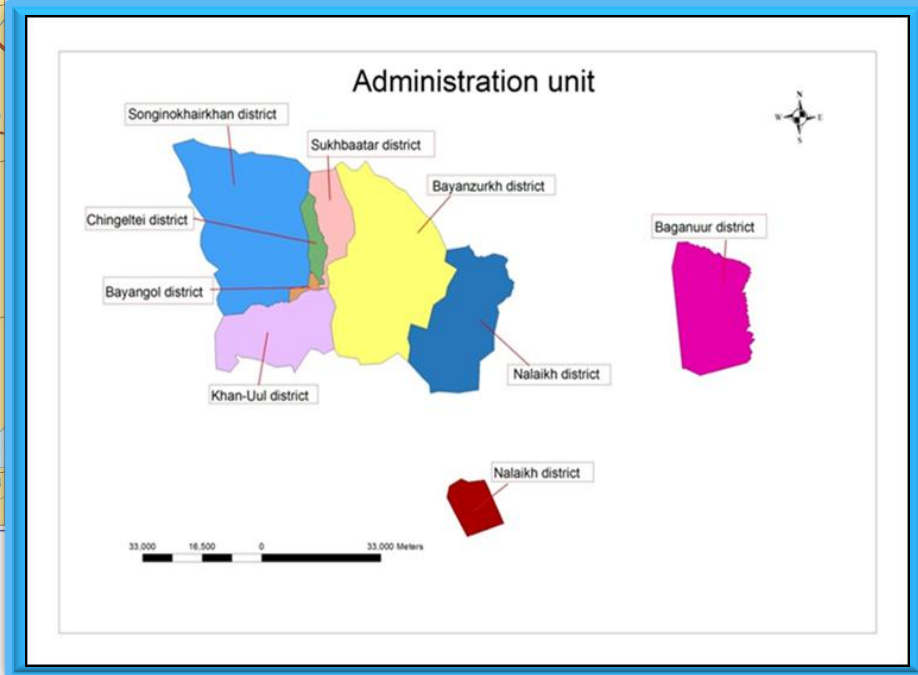 Administration unit
N
W E
S
Songinokhairkhan district
Sukhbaatar district
Bayanzurkh district
Chingeltei district
Baganuur district
Bayangol district
Nalaikh district
Khan-Uul district
Nalaikh district
33,000 16,500 0 33,000 Meters